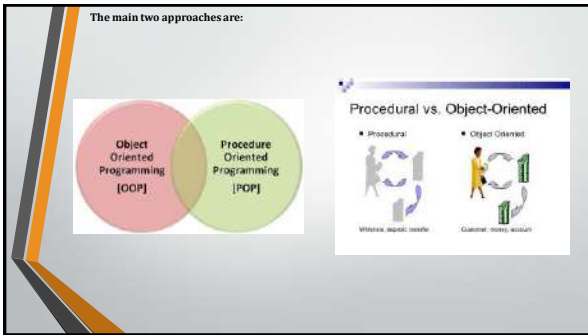 The main two approaches are:
Object
Oriented
Programming
[OOP]
Procedure
Oriented
Programming
[POP]
Procedural vs. Object-Oriented
Procedural
Object Oriented
Withdraw, deposit, transfer
Customer, money, account